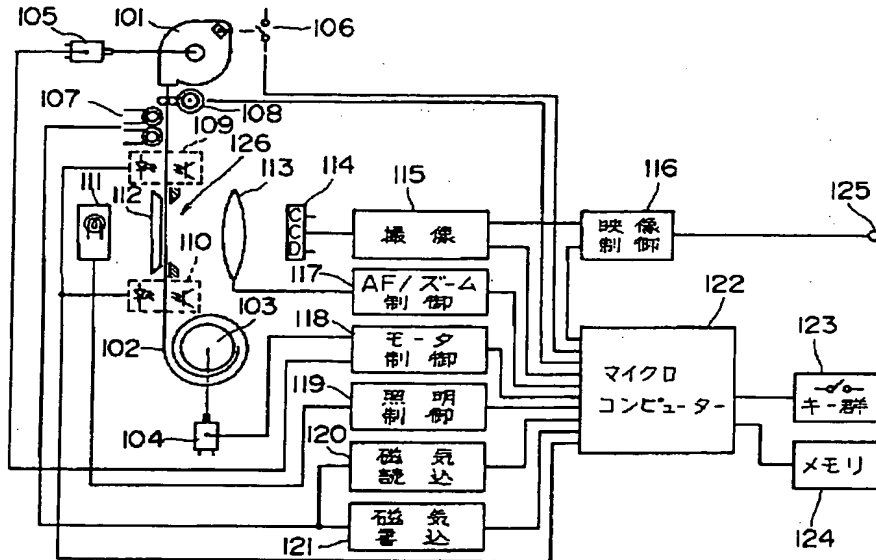 101
105
106
107
108
109
126
111
112
113
114
115
116
125
CCD
撮像
映像
制御
110
117
AF/ズーム
制御
122
103
118
モータ
制御
123
102
119
照明
制御
マイクロ
コンピューター
キー群
104
120
磁気
読込
メモリ
121
磁気
書込
124